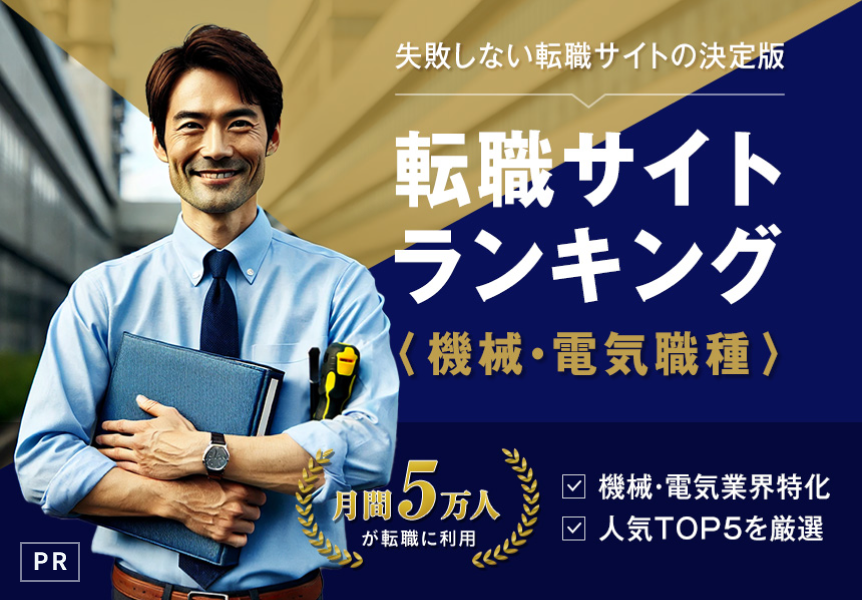 失敗しない転職サイトの決定版
転職サイト
ランキング
〈機械・電気職種〉
月間5万人
が転職に利用
機械・電気業界特化
人気TOP5を厳選
PR